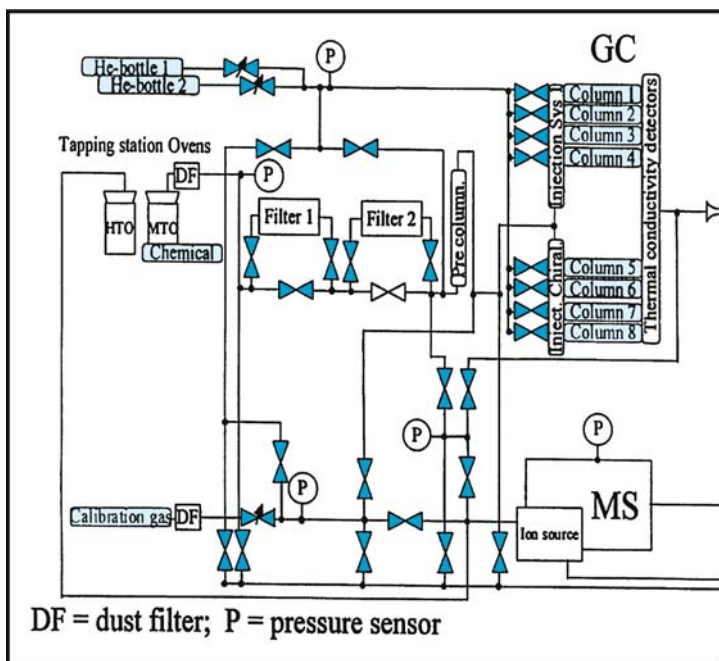 P
GC
He-bottle 1
He-bottle 2
Column 1
Column 2
Column 3
Column 4
Injection Sys
Thermal conductivity detectors
Tapping station Ovens
DF
P
HTO
MTO
Chemical
Filter 1
Filter 2
Pre column.
Column 5
Column 6
Column 7
Column 8
Inject. Chiral
P
P
P
MS
Calibration gas
DF
Ion source
DF = dust filter; P = pressure sensor